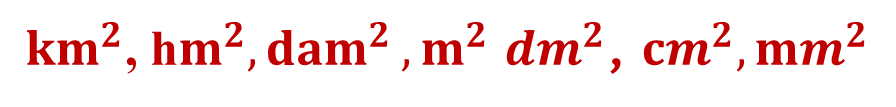 km², hm², dam² , m² dm², cm², mm²